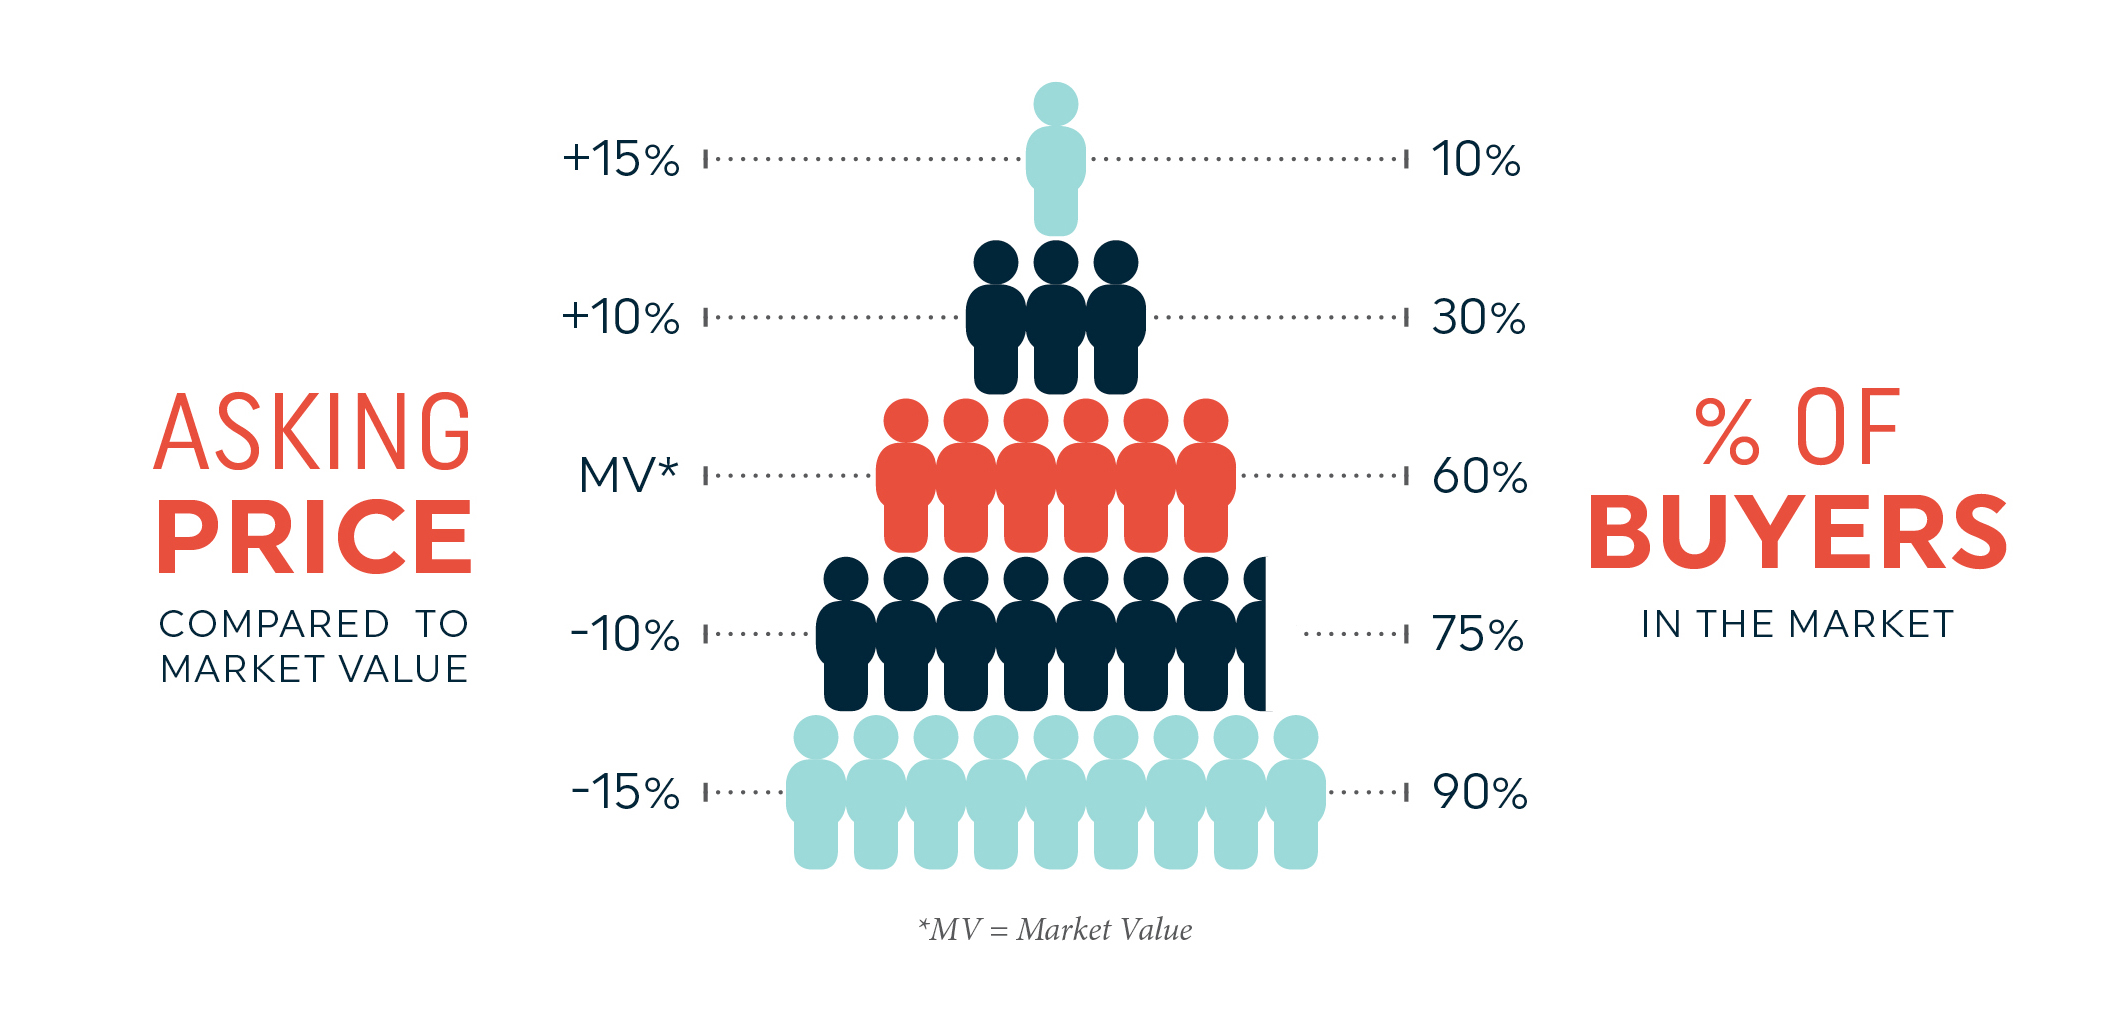 ASKING
PRICE
COMPARED TO
MARKET VALUE
+15% 10%
+10% 30%
MV* 60%
-10% 75%
-15% 90%
% OF
BUYERS
IN THE MARKET
*MV = Market Value